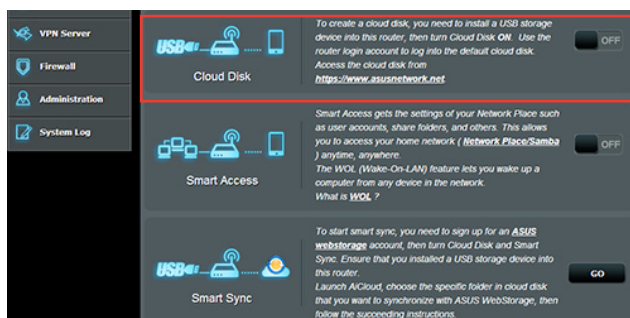 VPN Server
Firewall
Administration
System Log
USB
Cloud Disk
To create a cloud disk, you need to install a USB storage
device into this router, then turn Cloud Disk ON. Use the
router login account to log into the default cloud disk.
Access the cloud disk from
https://www.asusnetwork.net.
OFF
Smart Access
Smart Access gets the settings of your Network Place such
as user accounts, share folders, and others. This allows
you to access your home network ( Network Place/Samba
) anytime, anywhere.
The WOL (Wake-On-LAN) feature lets you wake up a
computer from any device in the network.
What is WOL ?
OFF
USB
Smart Sync
To start smart sync, you need to sign up for an ASUS
webstorage account, then turn Cloud Disk and Smart
Sync. Ensure that you installed a USB storage device into
this router.
Launch AiCloud, choose the specific folder in cloud disk
that you want to synchronize with ASUS WebStorage, then
follow the succeeding instructions.
GO